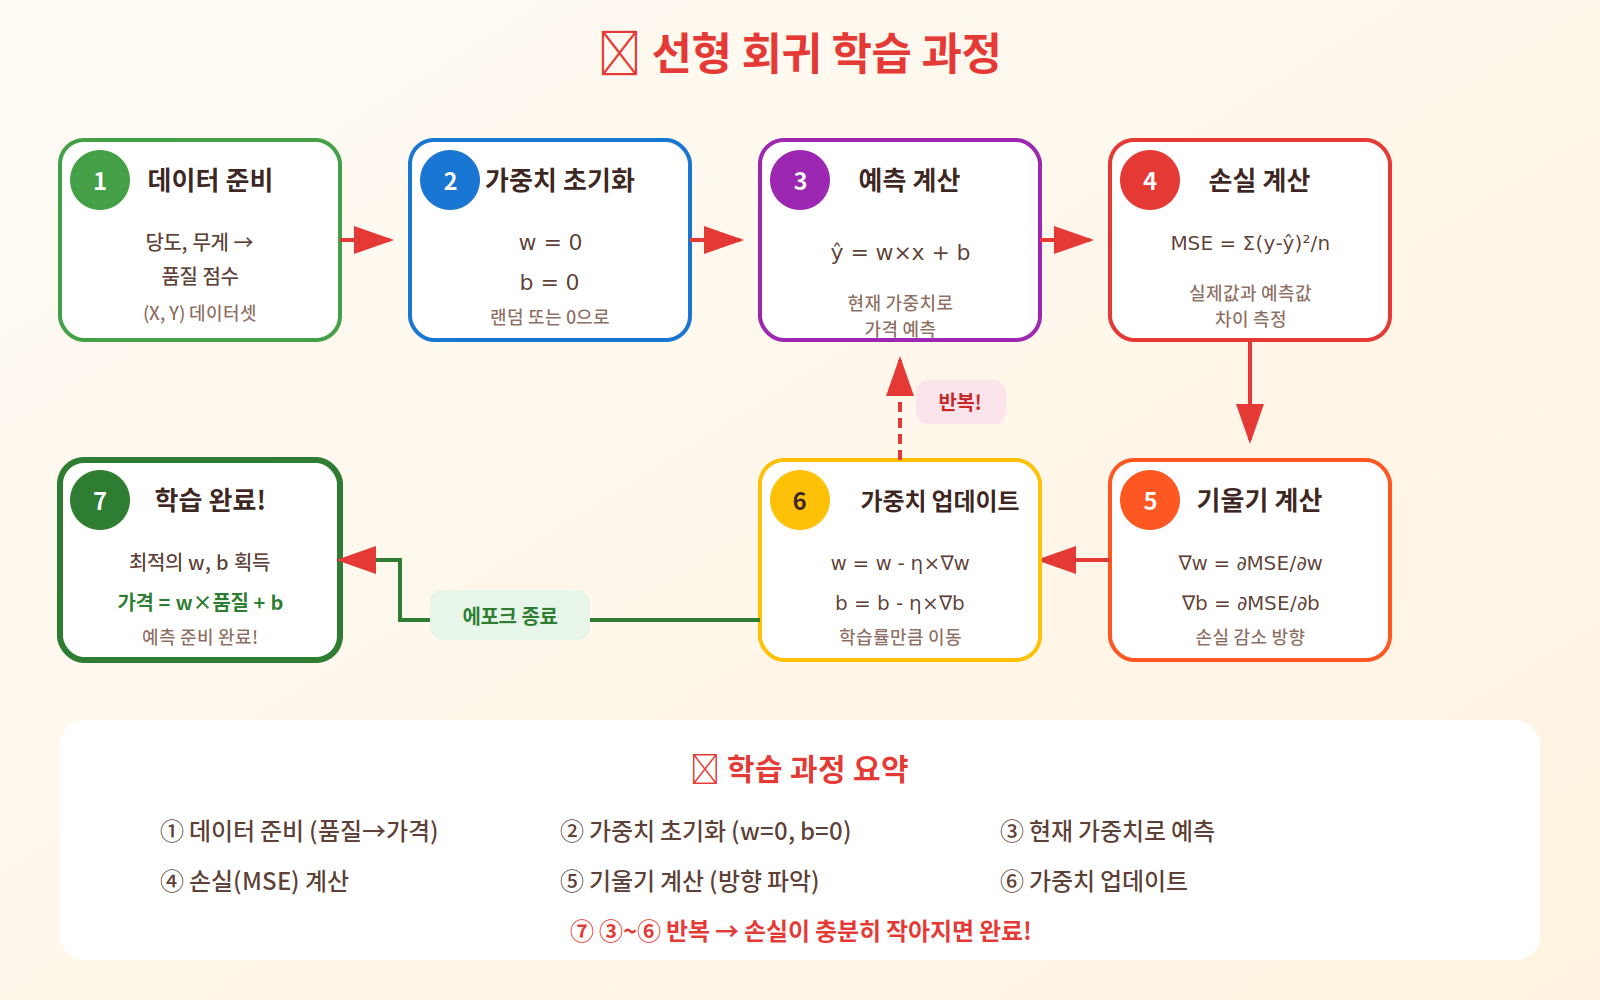 선형 회귀 학습 과정
1
데이터 준비
당도, 무게 →
품질 점수
(X, Y) 데이터셋
2
가중치 초기화
w = 0
b = 0
랜덤 또는 0으로
3
예측 계산
ŷ = w×x + b
현재 가중치로
가격 예측
4
손실 계산
MSE = Σ(y-ŷ)²/n
실제값과 예측값
차이 측정
반복!
7
학습 완료!
최적의 w, b 획득
가격 = w×품질 + b
예측 준비 완료!
에포크 종료
6
가중치 업데이트
w = w - η×∇w
b = b - η×∇b
학습률만큼 이동
5
기울기 계산
∇w = ∂MSE/∂w
∇b = ∂MSE/∂b
손실 감소 방향
학습 과정 요약
① 데이터 준비 (품질→가격)
② 가중치 초기화 (w=0, b=0)
③ 현재 가중치로 예측
④ 손실(MSE) 계산
⑤ 기울기 계산 (방향 파악)
⑥ 가중치 업데이트
⑦ ③~⑥ 반복 → 손실이 충분히 작아지면 완료!